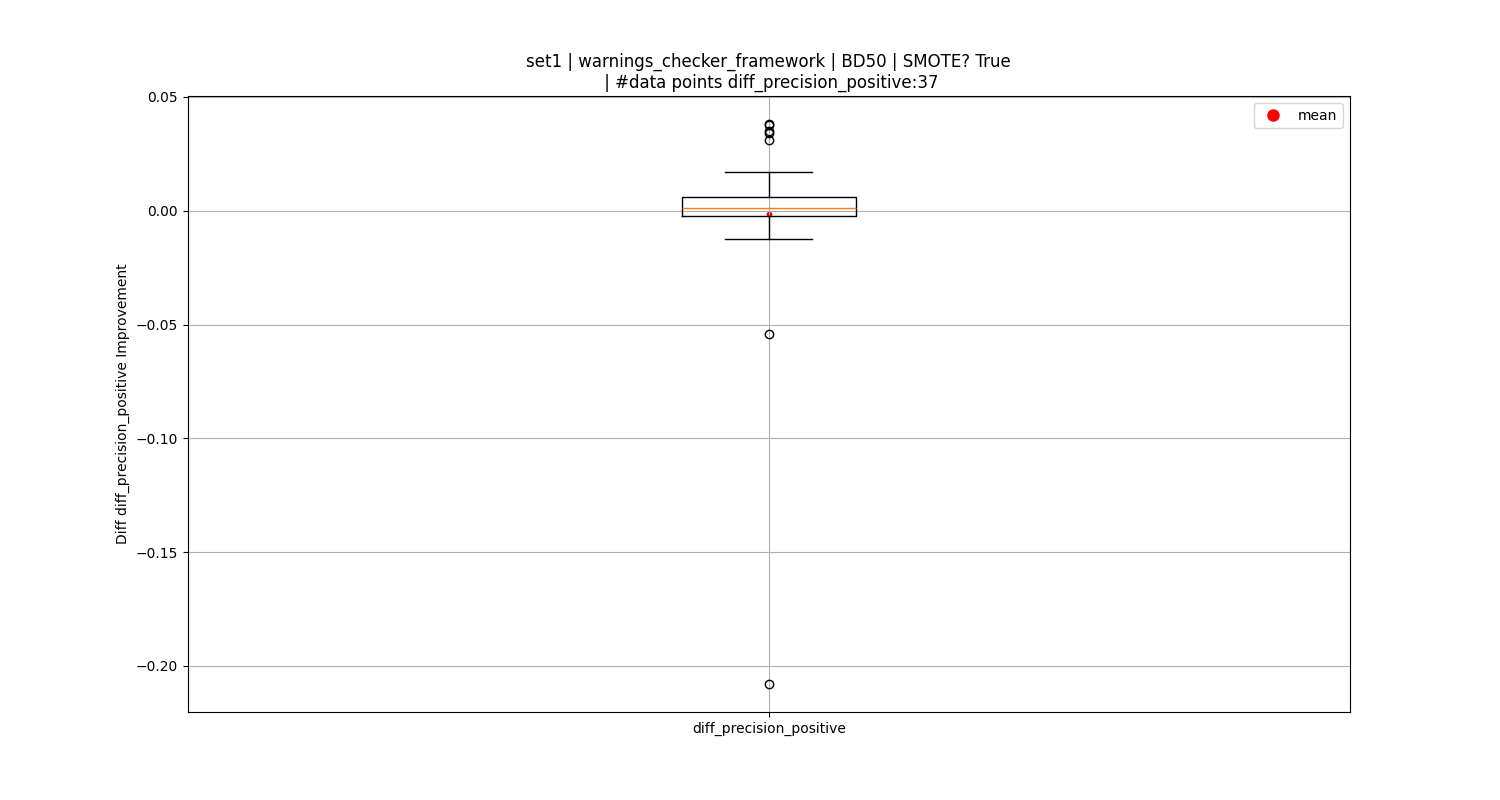 set1 | warnings_checker_framework | BD50 | SMOTE? True
| #data points diff_precision_positive:37
mean
Diff diff_precision_positive Improvement
0.05
0.00
−0.05
−0.10
−0.15
−0.20
diff_precision_positive